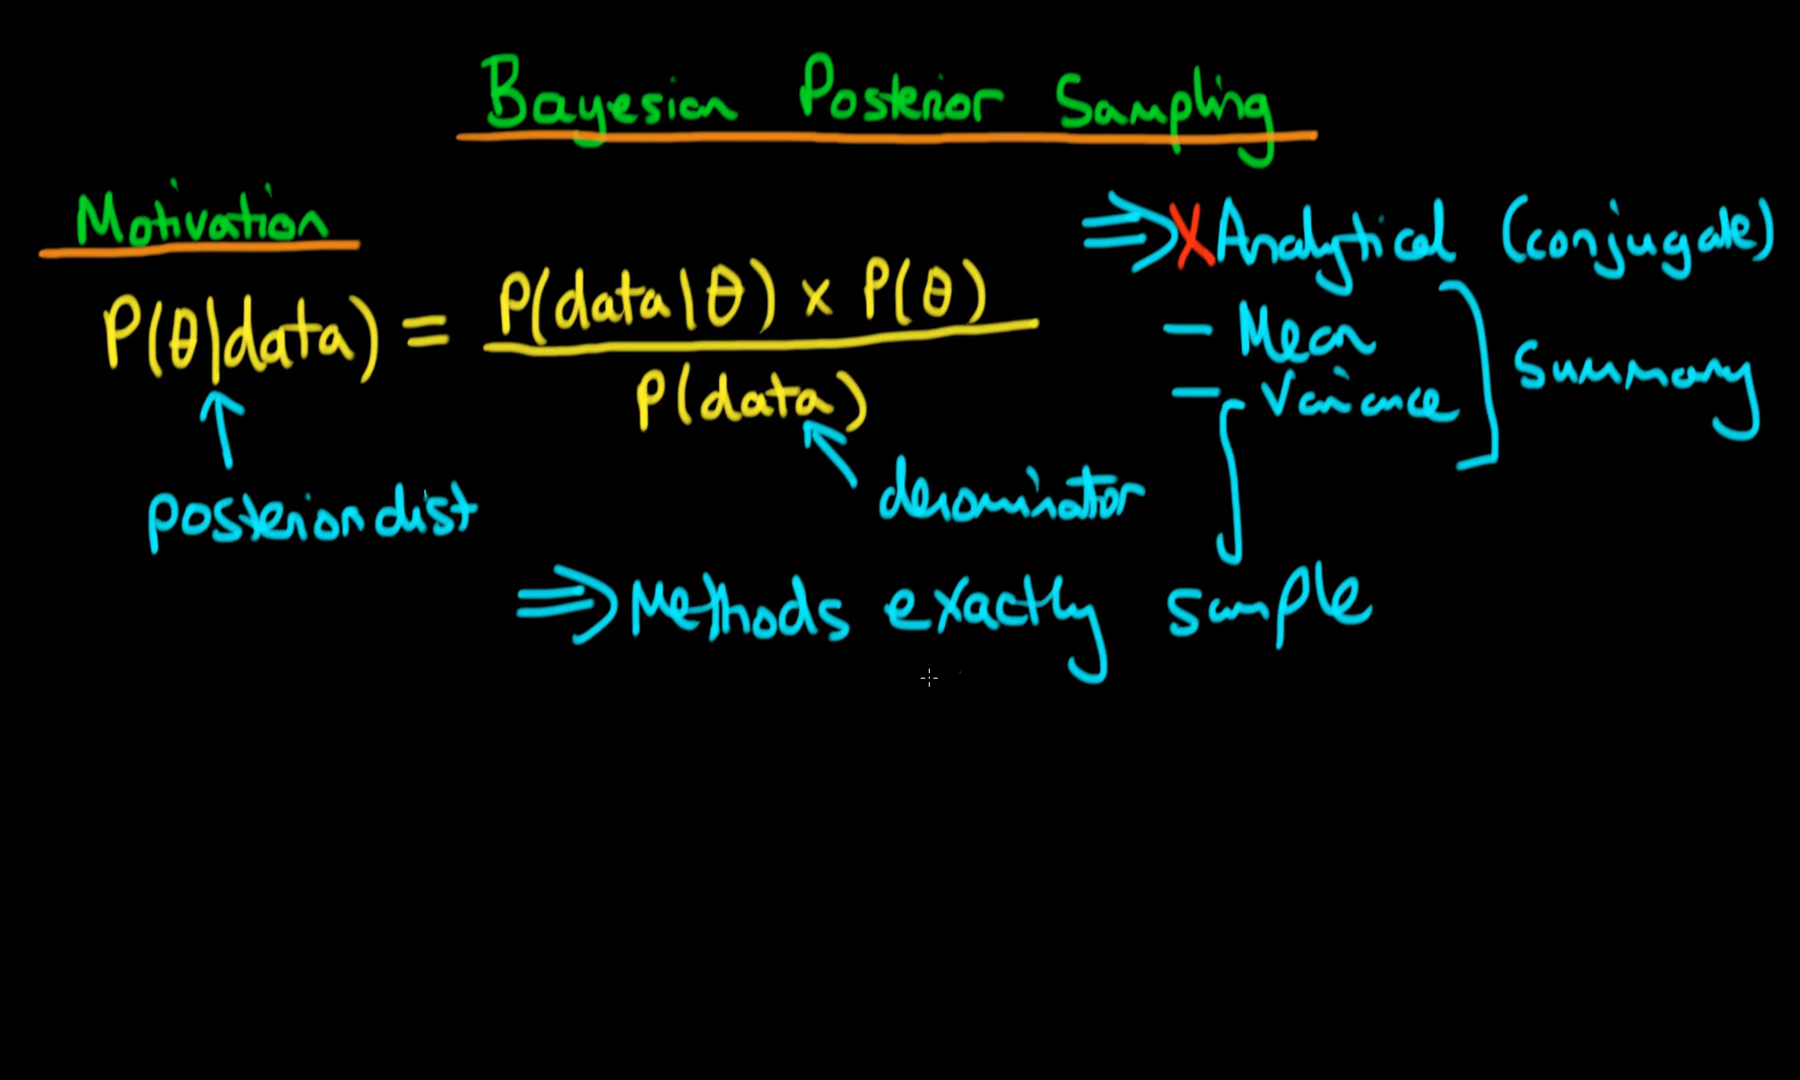 Bayesian Posterior Sampling
Motivation
P(θ|data) = P(data|θ) x P(θ)
P(data)
posterior dist
denominator
⇒ X Analytical (conjugate)
- Mean
- Variance
∫
Summary
⇒ Methods exactly sample